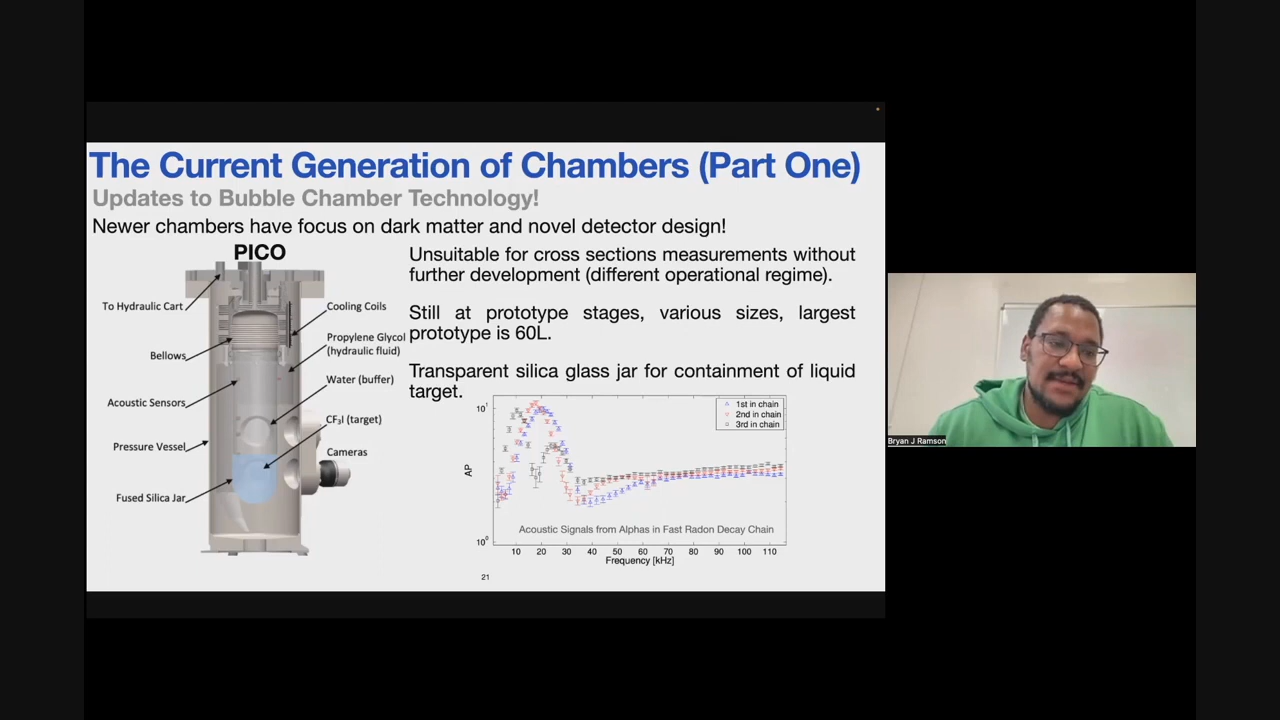 The Current Generation of Chambers (Part One)
Updates to Bubble Chamber Technology!
Newer chambers have focus on dark matter and novel detector design!
PICO
To Hydraulic Cart
Bellows
Acoustic Sensors
Pressure Vessel
Fused Silica Jar
Cooling Coils
Propylene Glycol
(hydraulic fluid)
Water (buffer)
CF₃I (target)
Cameras
Unsuitable for cross sections measurements without
further development (different operational regime).
Still at prototype stages, various sizes, largest
prototype is 60L.
Transparent silica glass jar for containment of liquid
target.
10¹
1st in chain
2nd in chain
3rd in chain
AP
Acoustic Signals from Alphas in Fast Radon Decay Chain
10⁰
10 20 30 40 50 60 70 80 90 100 110
Frequency [kHz]
21
Bryan J Ramson